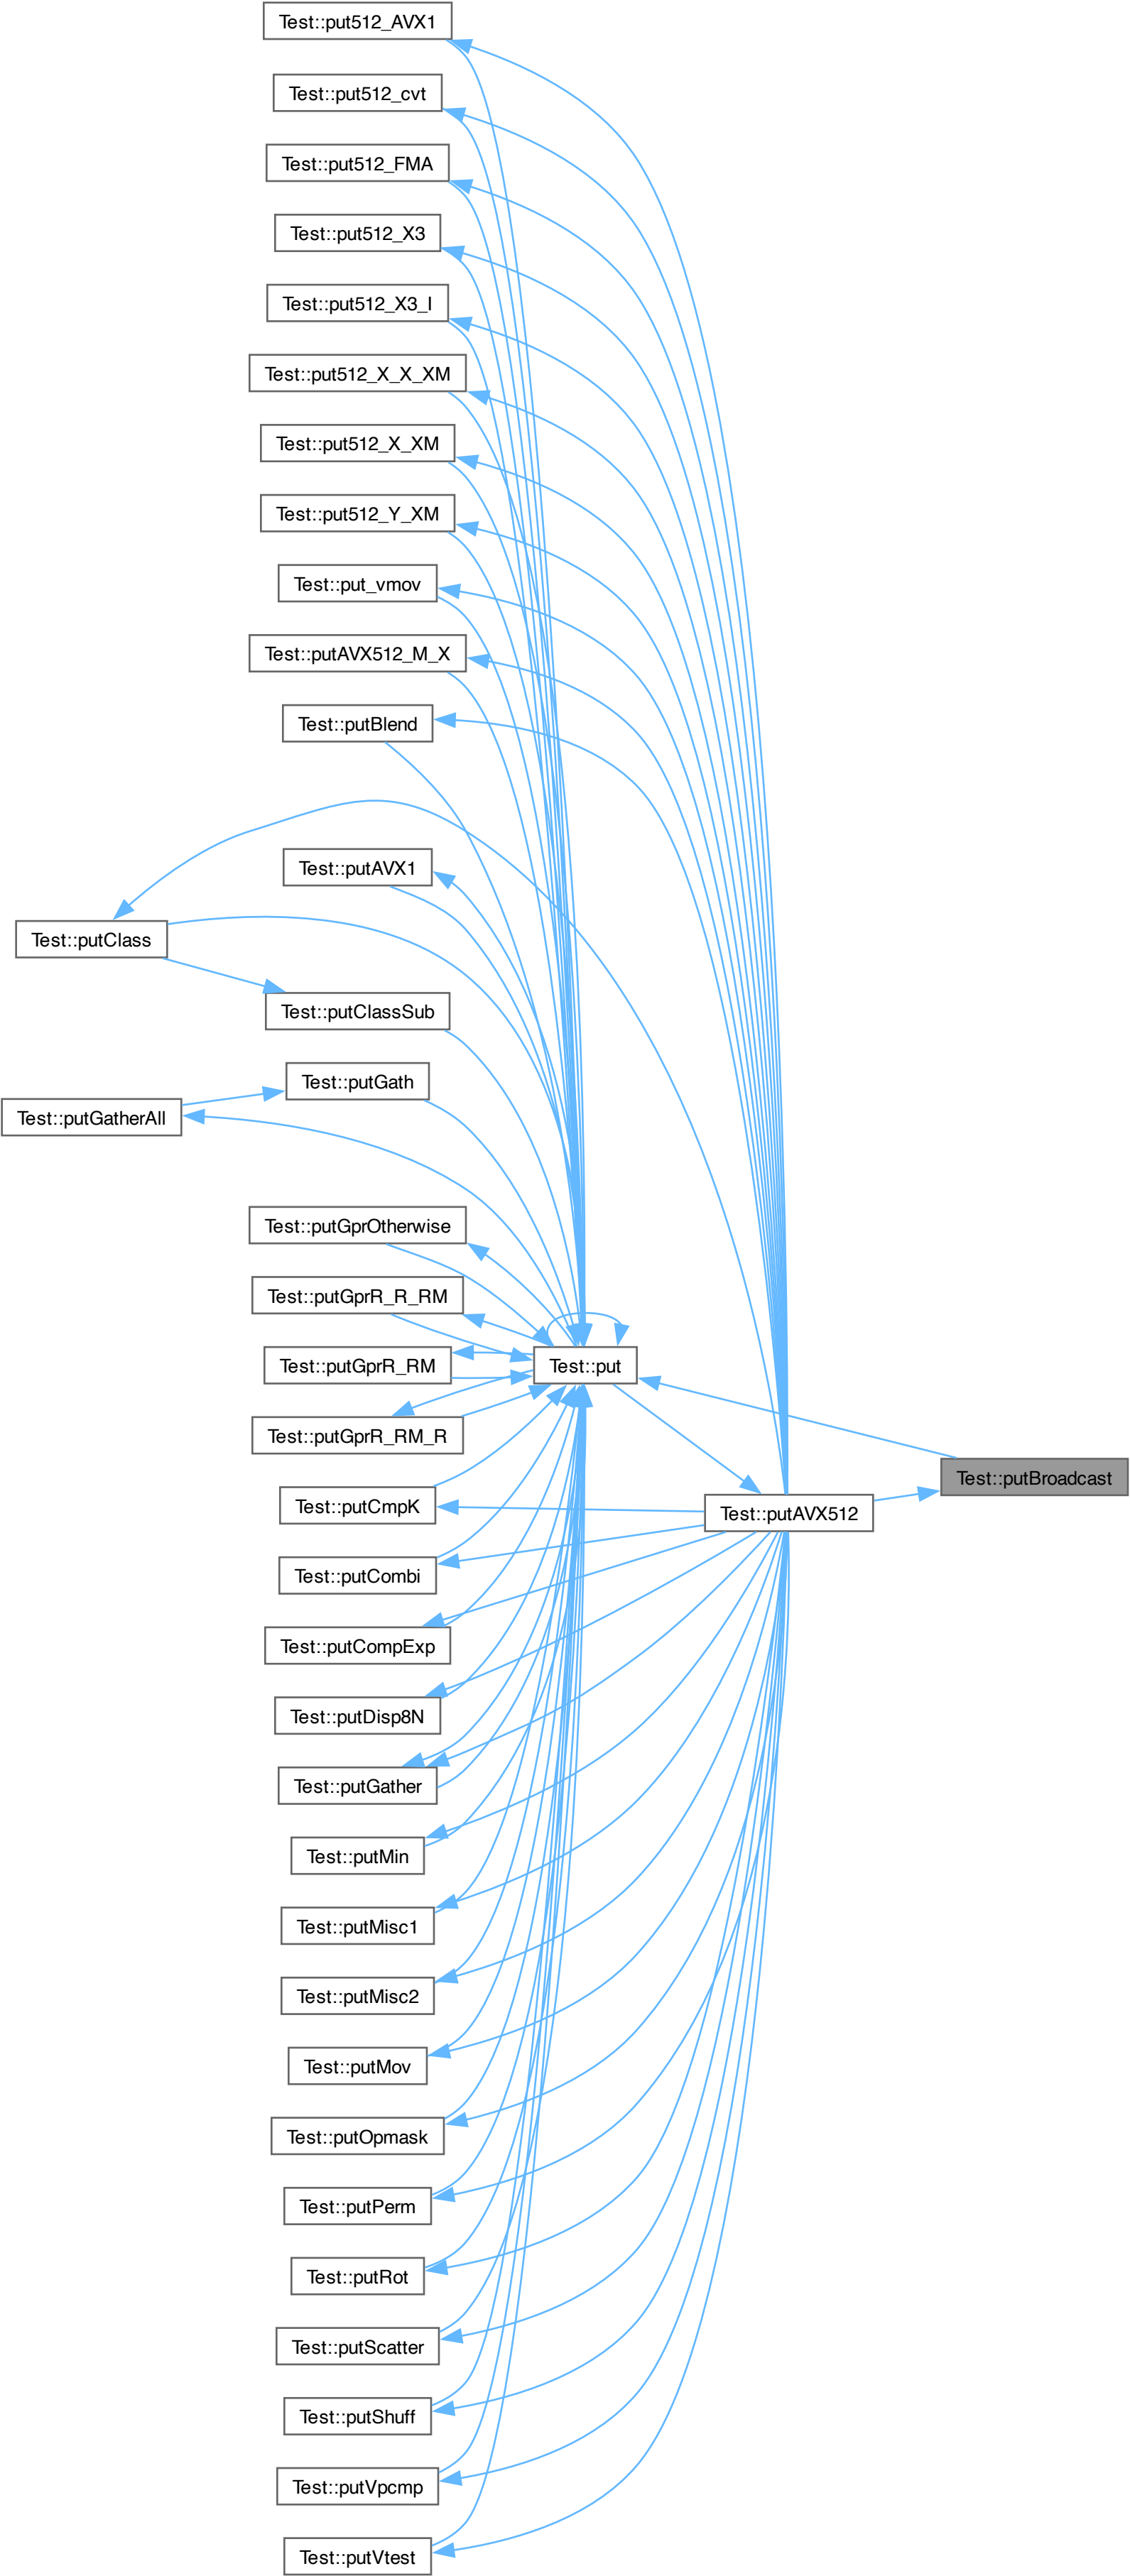 Test::put512_AVX1
Test::put512_cvt
Test::put512_FMA
Test::put512_X3
Test::put512_X3_I
Test::put512_X_X_XM
Test::put512_X_XM
Test::put512_Y_XM
Test::put_vmov
Test::putAVX512_M_X
Test::putBlend
Test::putAVX1
Test::putClass
Test::putClassSub
Test::putGath
Test::putGatherAll
Test::putGprOtherwise
Test::putGprR_R_RM
Test::putGprR_RM
Test::put
Test::putGprR_RM_R
Test::putBroadcast
Test::putCmpK
Test::putAVX512
Test::putCombi
Test::putCompExp
Test::putDisp8N
Test::putGather
Test::putMin
Test::putMisc1
Test::putMisc2
Test::putMov
Test::putOpmask
Test::putPerm
Test::putRot
Test::putScatter
Test::putShuff
Test::putVpcmp
Test::putVtest